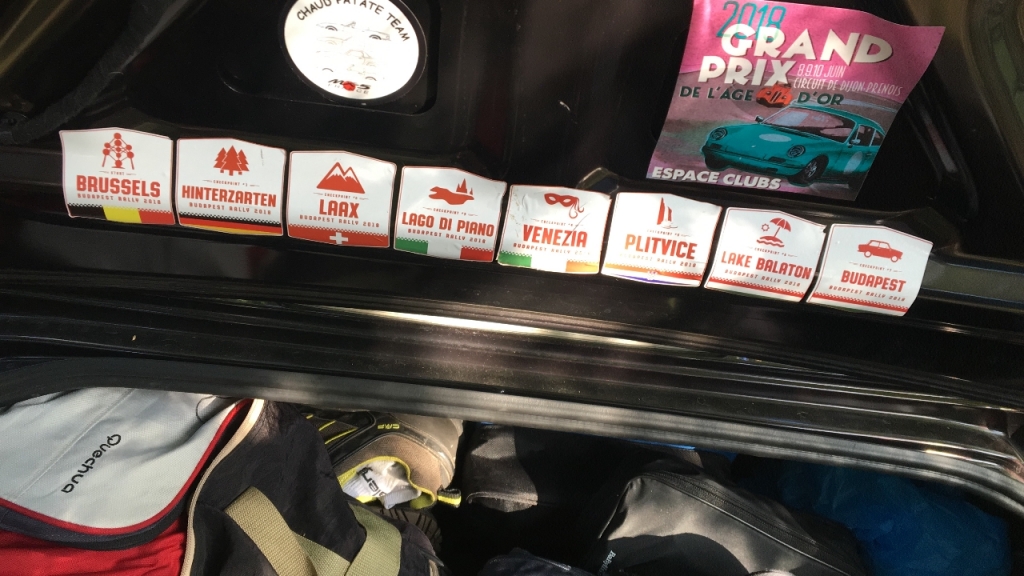 CHAUD PATATE TEAM
2018
GRAND
PRIX
8.9.10 JUIN
CIRCUIT DE DIJON-PRENOIS
DE L'ÂGE D'OR
ESPACE CLUBS
START
BRUSSELS
BUDAPEST RALLY 2018
CHECKPOINT #1
HINTERZARTEN
BUDAPEST RALLY 2018
LAAX
BUDAPEST RALLY 2018
LAGO DI PIANO
BUDAPEST RALLY 2018
VENEZIA
BUDAPEST RALLY 2018
PLITVICE
BUDAPEST RALLY 2018
LAKE BALATON
BUDAPEST RALLY 2018
BUDAPEST
BUDAPEST RALLY 2018
Quechua